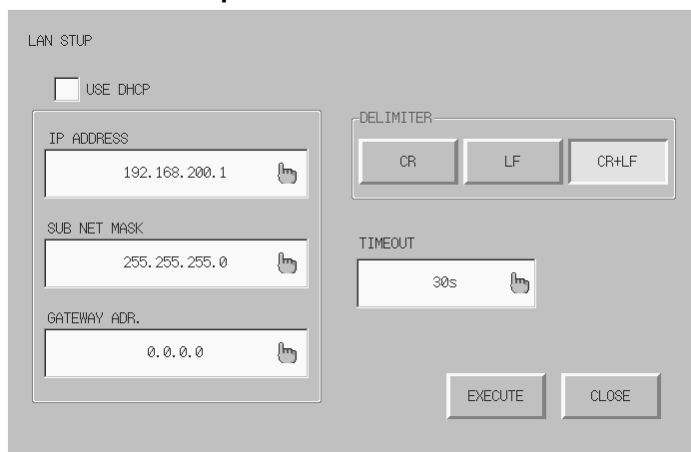 LAN STUP
USE DHCP
IP ADDRESS
192.168.200.1
SUB NET MASK
255.255.255.0
GATEWAY ADR.
0.0.0.0
DELIMITER
CR LF CR+LF
TIMEOUT
30s
EXECUTE CLOSE